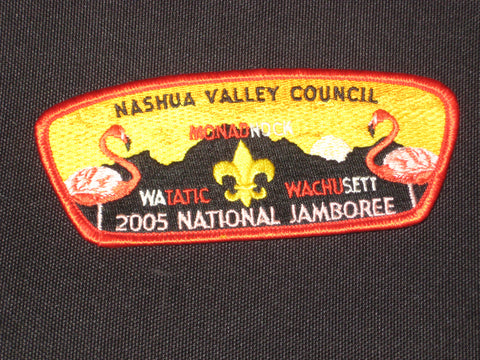 NASHUA VALLEY COUNCIL
MONADNOCK
WATATIC WACHUSETT
2005 NATIONAL JAMBOREE